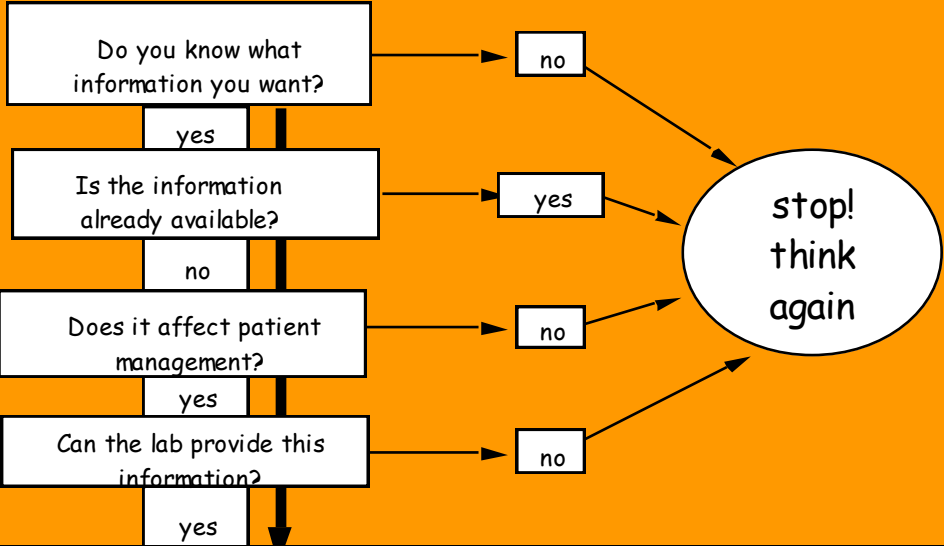 Do you know what
information you want?
no
yes
Is the information
already available?
yes
no
Does it affect patient
management?
no
yes
Can the lab provide this
information?
no
yes
stop!
think
again